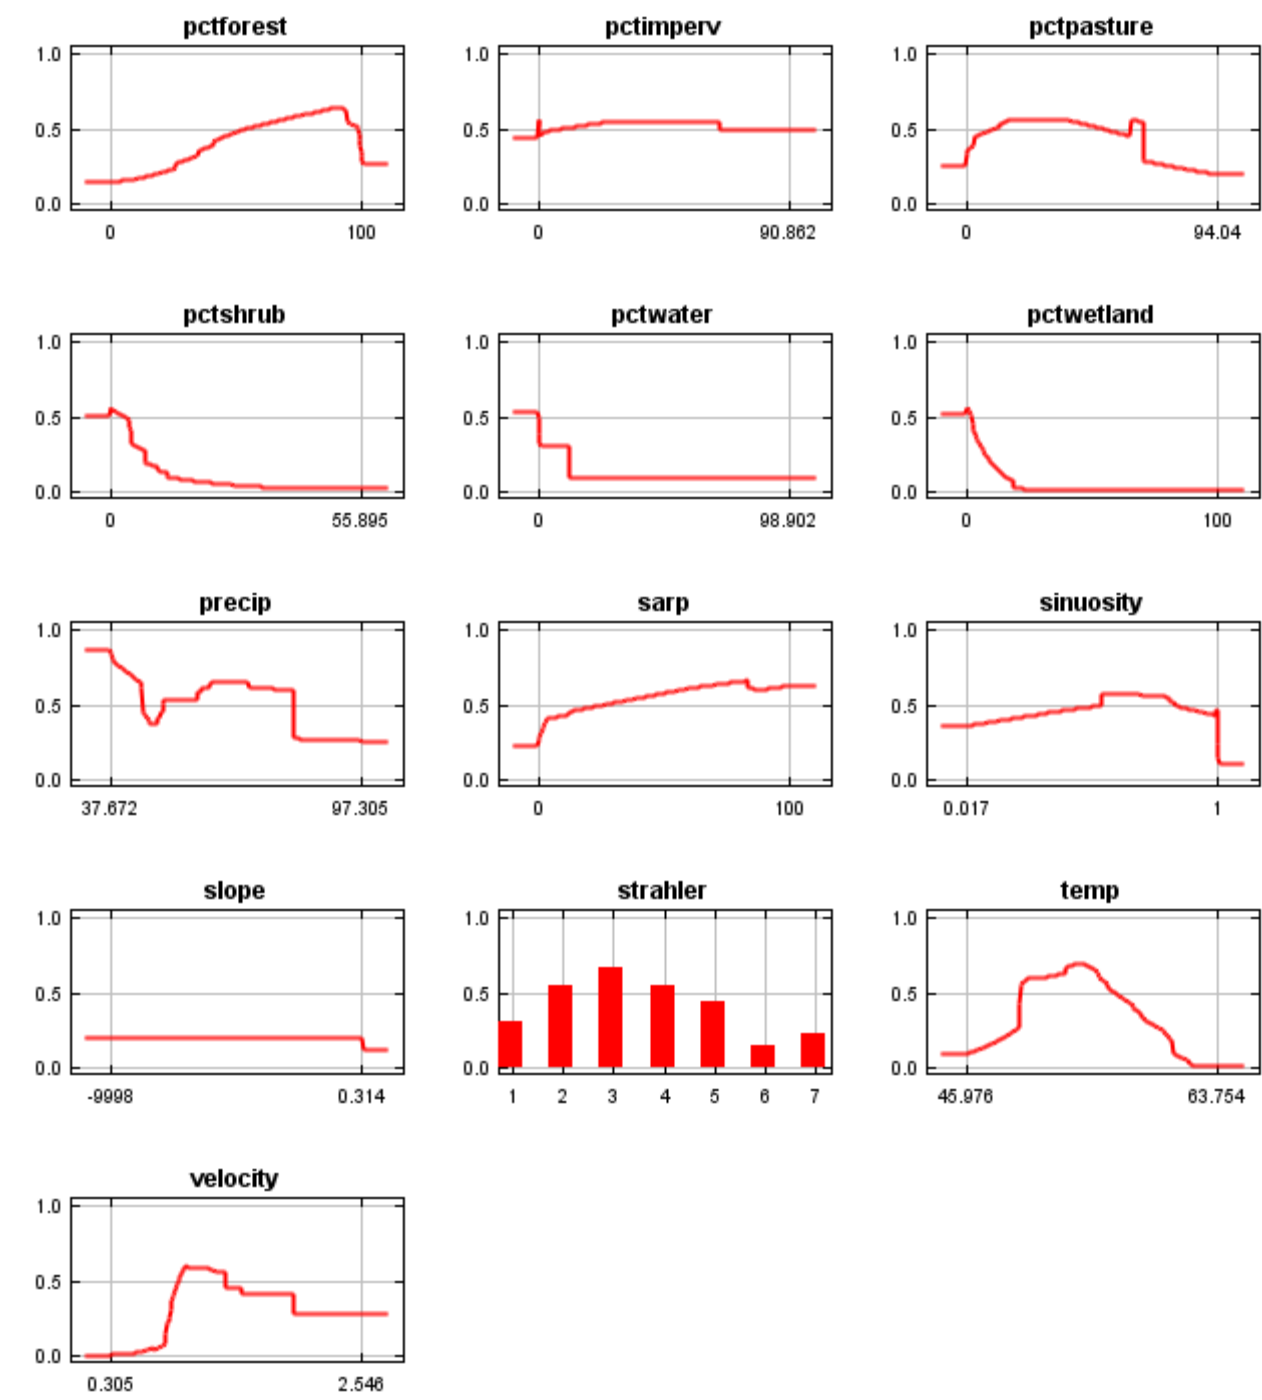 pctforest pctimperv pctpasture
1.0 1.0 1.0
0.5 0.5 0.5
0.0 0.0 0.0
0 100 0 90.862 0 94.04
pctshrub pctwater pctwetland
1.0 1.0 1.0
0.5 0.5 0.5
0.0 0.0 0.0
0 55.895 0 98.902 0 100
precip sarp sinuosity
1.0 1.0 1.0
0.5 0.5 0.5
0.0 0.0 0.0
37.672 97.305 0 100 0.017 1
slope strahler temp
1.0 1.0 1.0
0.5 0.5 0.5
0.0 0.0 0.0
-9998 0.314 1 2 3 4 5 6 7 45.976 63.754
velocity
1.0
0.5
0.0
0.305 2.546